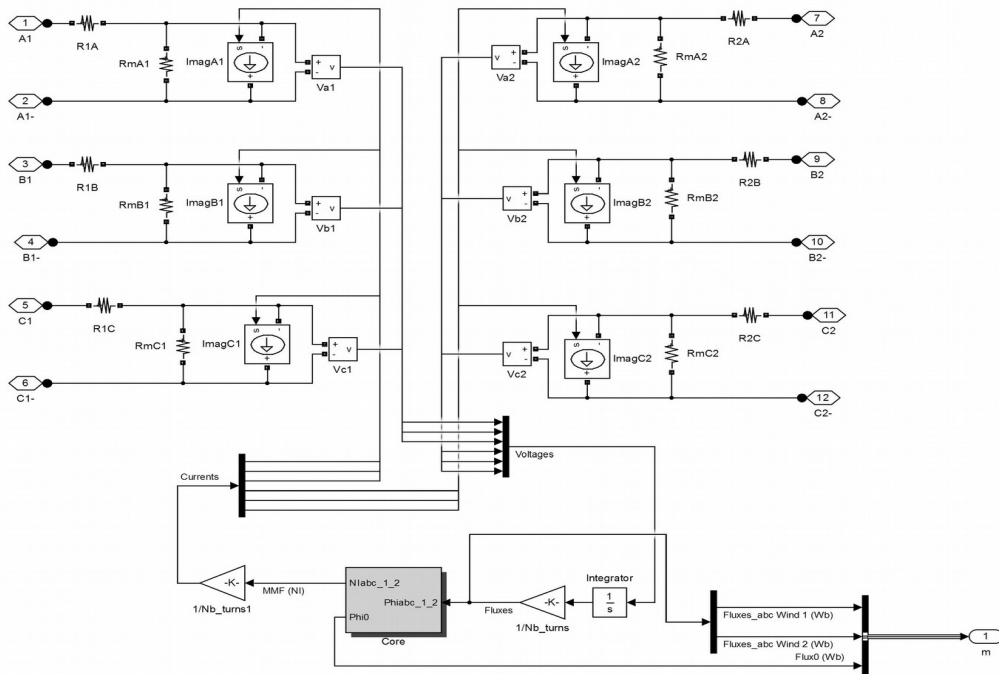 1
A1
R1A
RmA1
s
-
+
ImagA1
+
-
v
Va1
2
A1-
7
A2
R2A
RmA2
s
-
+
ImagA2
+
-
v
Va2
8
A2-
3
B1
R1B
RmB1
s
-
+
ImagB1
+
-
v
Vb1
4
B1-
9
B2
R2B
RmB2
s
-
+
ImagB2
+
-
v
Vb2
10
B2-
5
C1
R1C
RmC1
s
-
+
ImagC1
+
-
v
Vc1
6
C1-
11
C2
R2C
RmC2
s
-
+
ImagC2
+
-
v
Vc2
12
C2-
Voltages
Currents
-K-
1/Nb_turns1
MMF (NI)
NIabc_1_2
Phiabc_1_2
Phi0
Core
Fluxes
-K-
1/Nb_turns
Integrator
1
s
Fluxes_abc Wind 1 (Wb)
Fluxes_abc Wind 2 (Wb)
Flux0 (Wb)
1
m